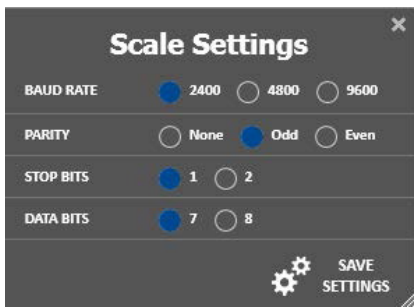 Scale Settings
BAUD RATE 2400 4800 9600
PARITY None Odd Even
STOP BITS 1 2
DATA BITS 7 8
SAVE
SETTINGS